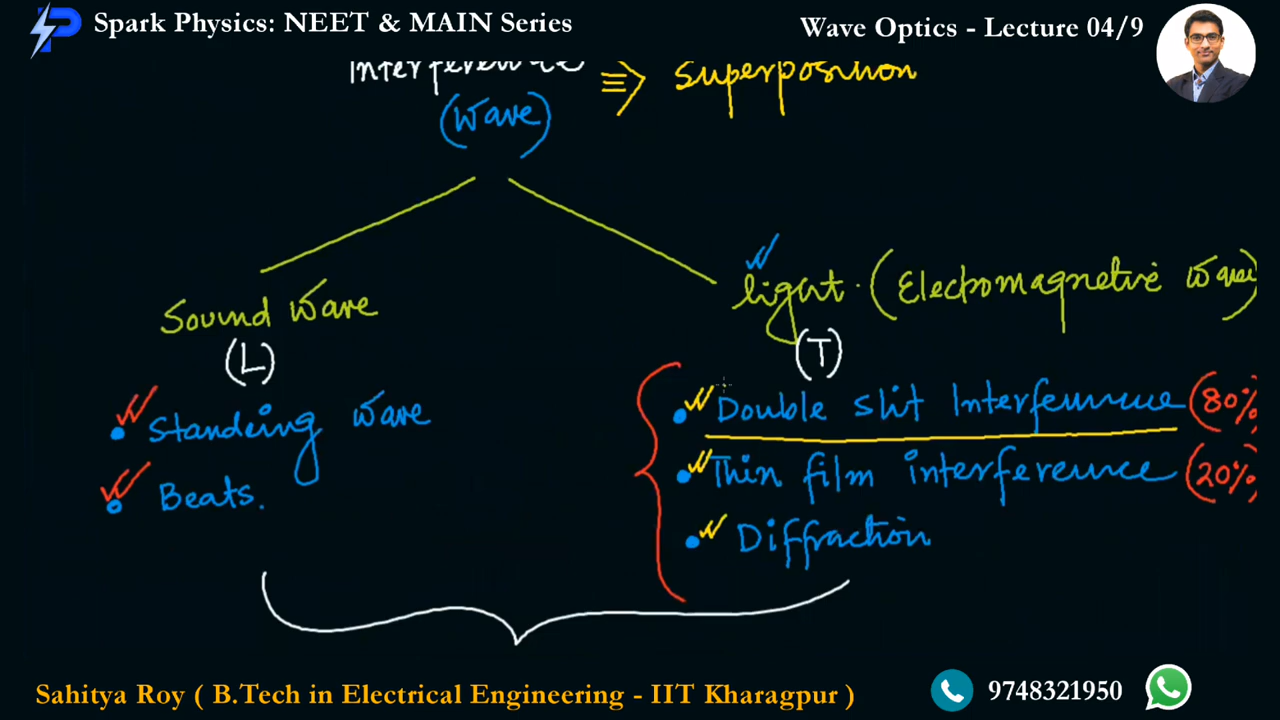 Spark Physics: NEET & MAIN Series
Wave Optics - Lecture 04/9
Interference ≡> Superposition
(Wave)
Sound Wave
(L)
Standing wave
Beats.
light. (Electromagnetic Wave)
(T)
Double slit Interference (80%)
Thin film interference (20%)
Diffraction
Sahitya Roy ( B.Tech in Electrical Engineering - IIT Kharagpur )
9748321950